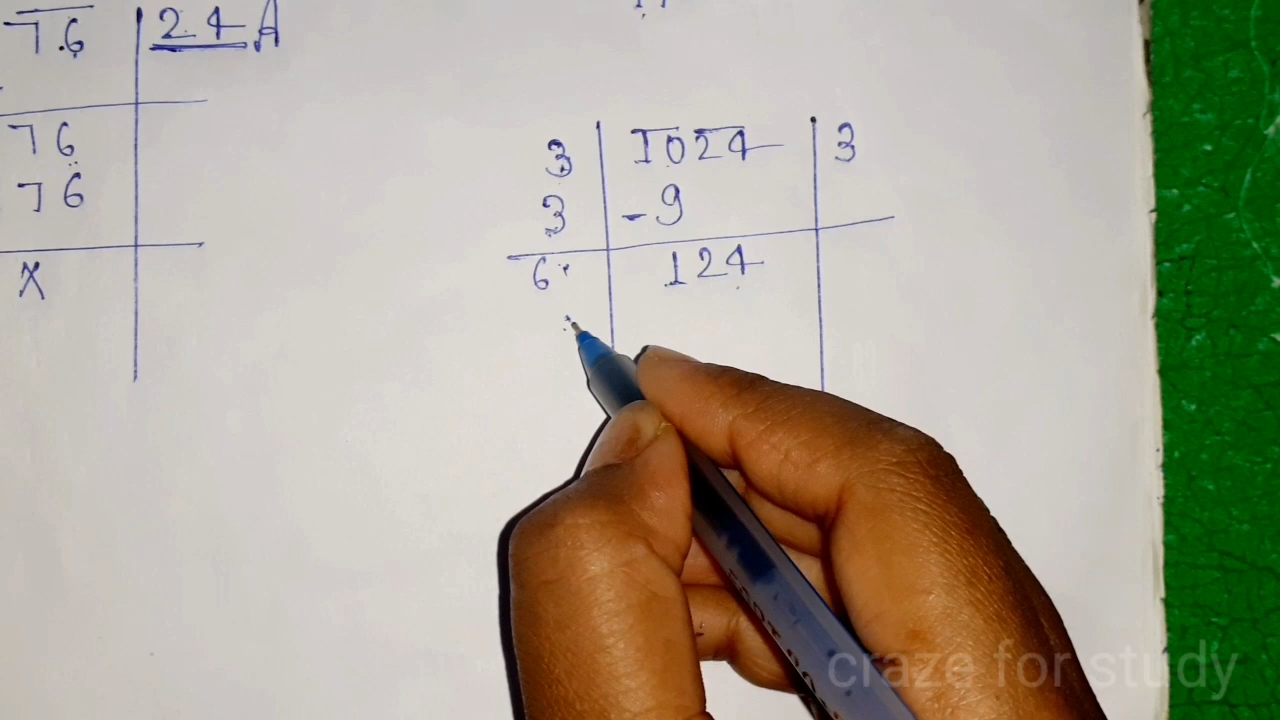 76 | 24 A
76
76
X
3 | 1024 | 3
3 | - 9
6 | 124
craze for study